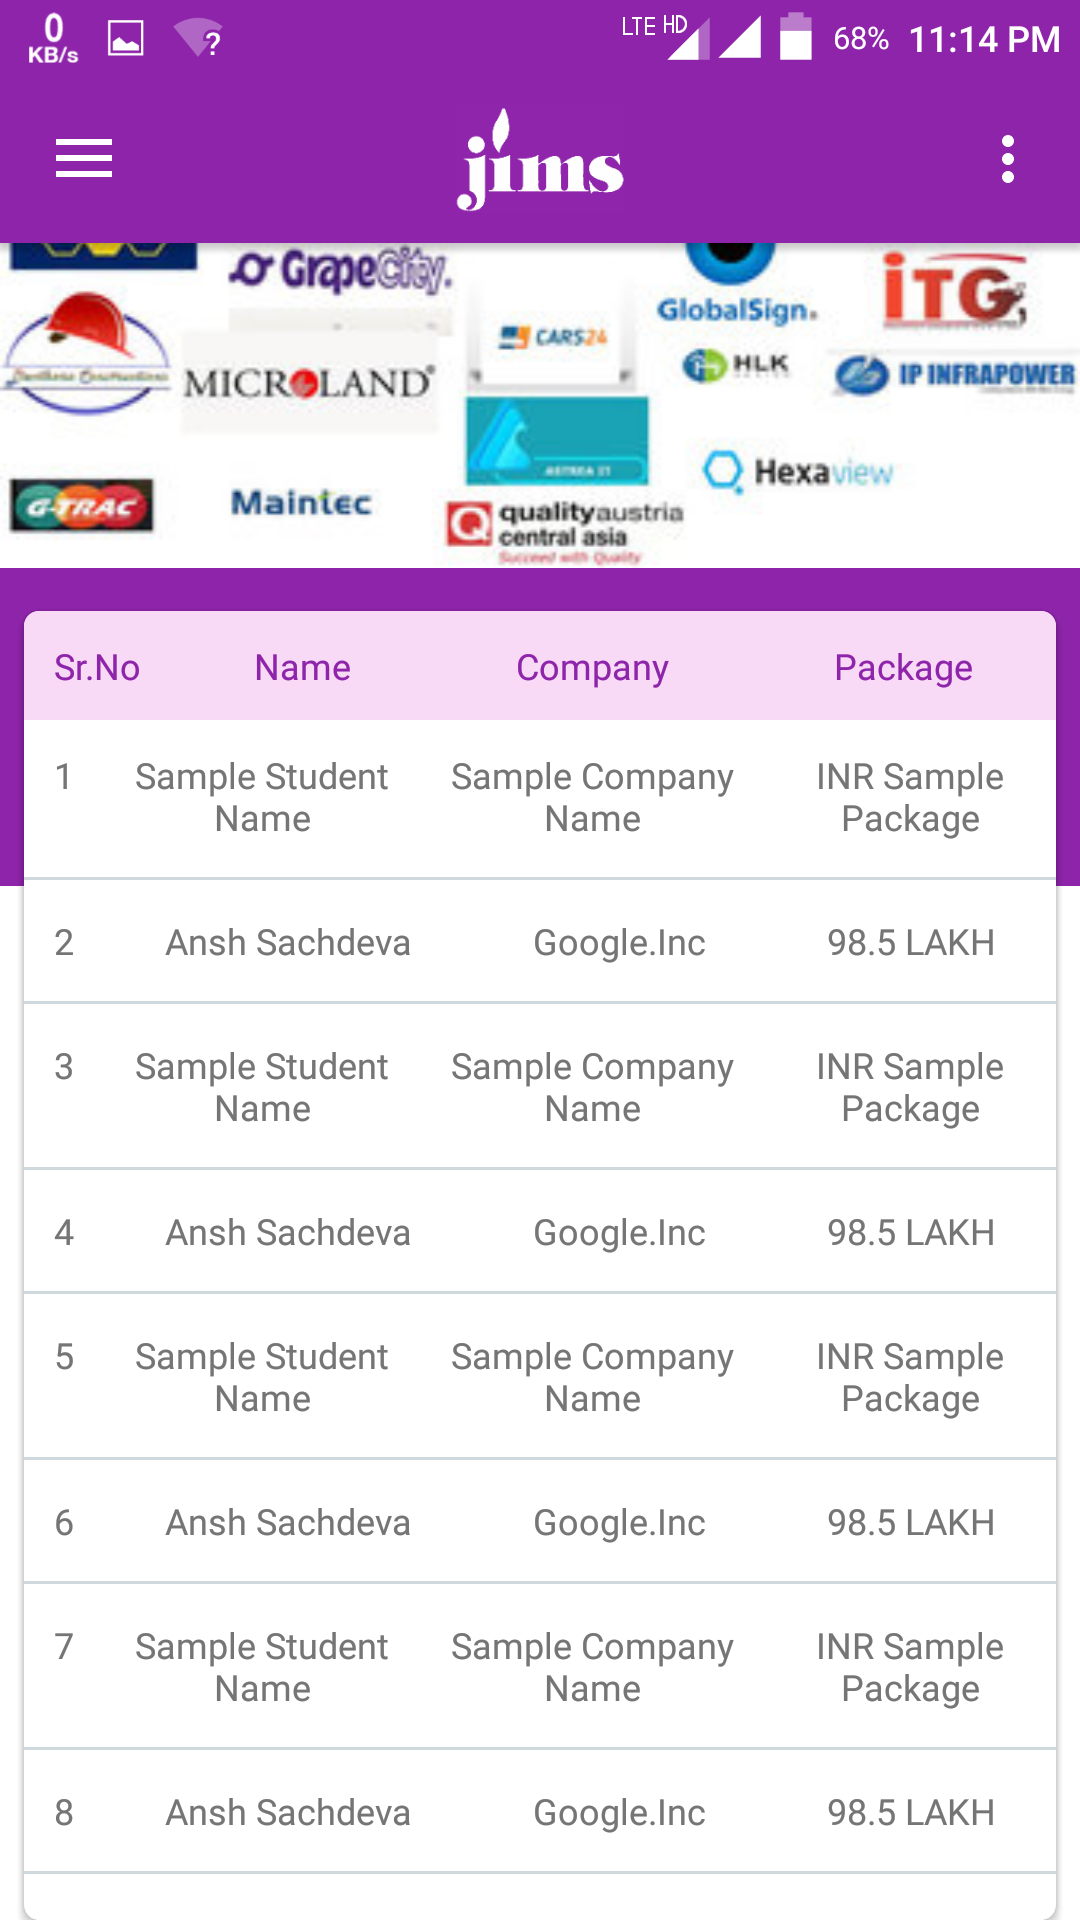 0
KB/s
?
LTE HD
68%
11:14 PM
jims
GrapeCity.
GlobalSign.
iTG
CARS24
HLK
IP INFRAPOWER
MICROLAND
ASTREA IT
Hexaview
G-TRAC
Maintec
Q
qualityaustria
central asia
Succeed with Quality
Sr.No Name Company Package
1 Sample Student Sample Company INR Sample
Name Name Package
2 Ansh Sachdeva Google.Inc 98.5 LAKH
3 Sample Student Sample Company INR Sample
Name Name Package
4 Ansh Sachdeva Google.Inc 98.5 LAKH
5 Sample Student Sample Company INR Sample
Name Name Package
6 Ansh Sachdeva Google.Inc 98.5 LAKH
7 Sample Student Sample Company INR Sample
Name Name Package
8 Ansh Sachdeva Google.Inc 98.5 LAKH